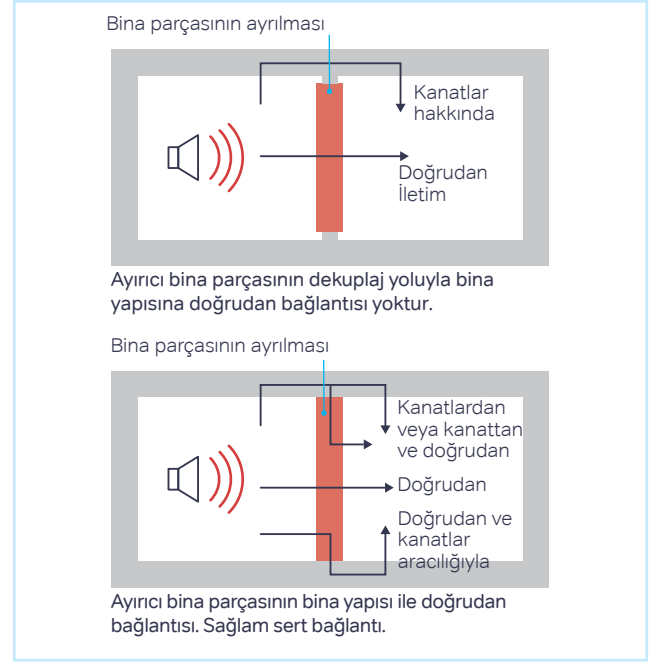 Bina parçasının ayrılması
Kanatlar
hakkında
Doğrudan
İletim
Ayırıcı bina parçasının dekuplaj yoluyla bina
yapısına doğrudan bağlantısı yoktur.
Bina parçasının ayrılması
Kanatlardan
veya kanattan
ve doğrudan
Doğrudan
Doğrudan ve
kanatlar
aracılığıyla
Ayırıcı bina parçasının bina yapısı ile doğrudan
bağlantısı. Sağlam sert bağlantı.